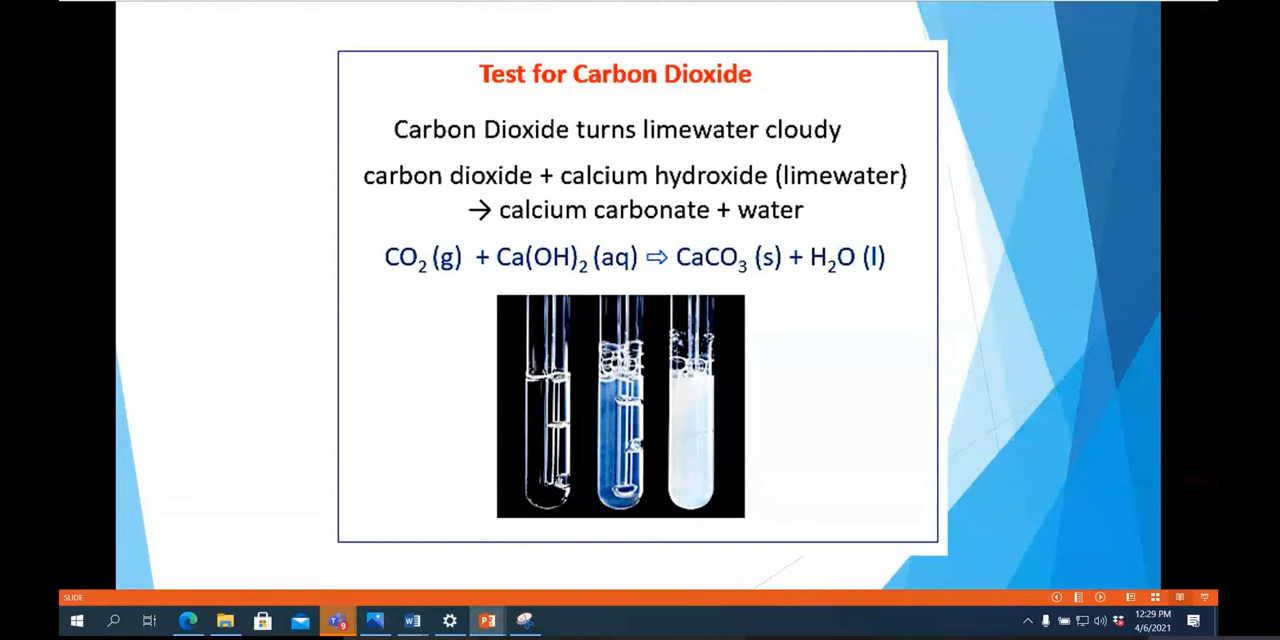 Test for Carbon Dioxide
Carbon Dioxide turns limewater cloudy
carbon dioxide + calcium hydroxide (limewater)
→ calcium carbonate + water
CO₂ (g) + Ca(OH)₂ (aq) ⇨ CaCO₃ (s) + H₂O (l)
SLIDE
9
12:29 PM
4/6/2021